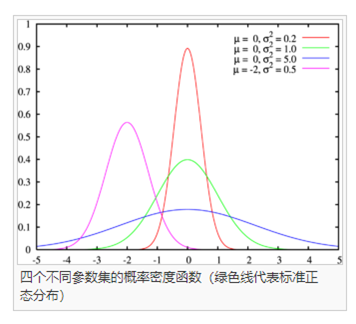 1
0.9
0.8
0.7
0.6
0.5
0.4
0.3
0.2
0.1
0
μ = 0, σ² = 0.2
μ = 0, σ² = 1.0
μ = 0, σ² = 5.0
μ = -2, σ² = 0.5
-5 -4 -3 -2 -1 0 1 2 3 4 5
四个不同参数集的概率密度函数（绿色线代表标准正
态分布）